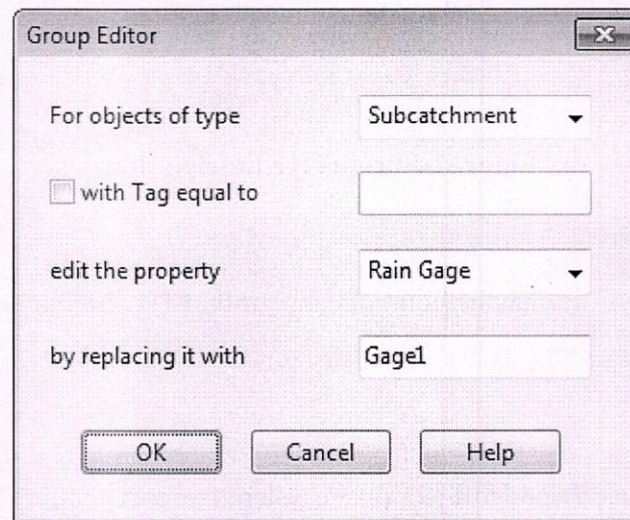 Group Editor
For objects of type Subcatchment
with Tag equal to
edit the property Rain Gage
by replacing it with Gage1
OK Cancel Help